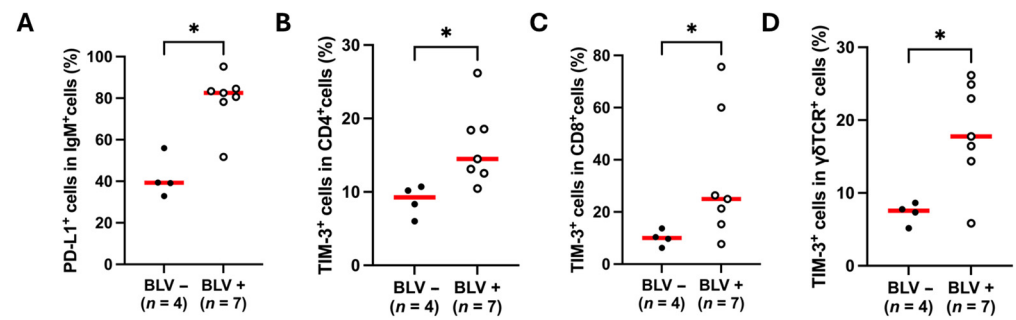 A
PD-L1⁺ cells in IgM⁺cells (%)
100
80
60
40
20
0
*
BLV – BLV +
(n = 4) (n = 7)
B
TIM-3⁺ cells in CD4⁺cells (%)
30
20
10
0
*
BLV – BLV +
(n = 4) (n = 7)
C
TIM-3⁺ cells in CD8⁺cells (%)
80
60
40
20
0
*
BLV – BLV +
(n = 4) (n = 7)
D
TIM-3⁺ cells in γδTCR⁺ cells (%)
30
20
10
0
*
BLV – BLV +
(n = 4) (n = 7)